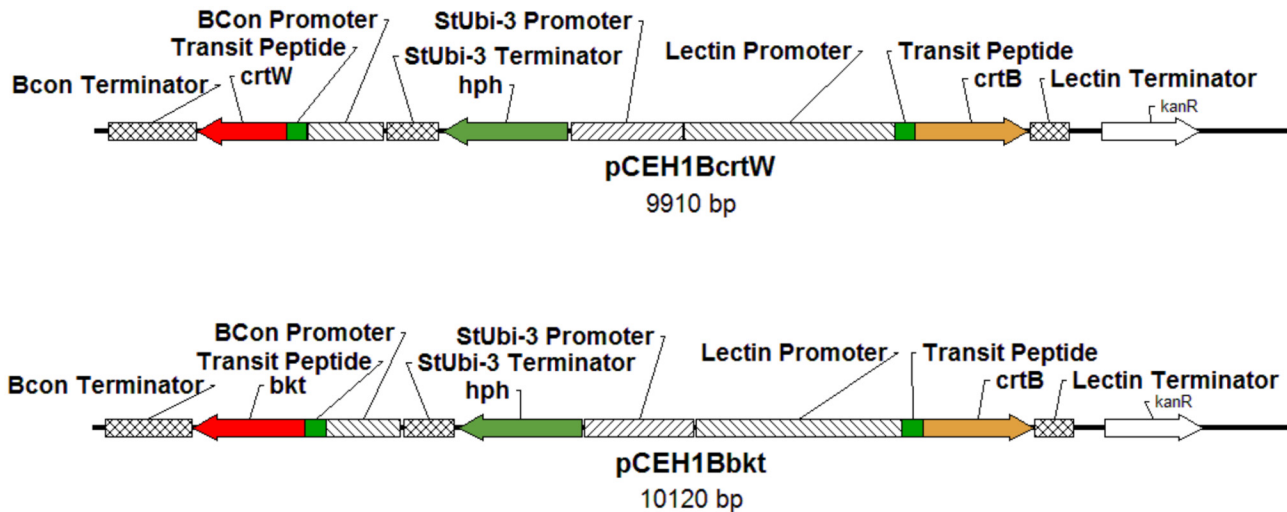 StUbi-3 Promoter
BCon Promoter
Transit Peptide
StUbi-3 Terminator
Lectin Promoter
Transit Peptide
Bcon Terminator
crtW
hph
crtB
Lectin Terminator
kanR
pCEH1BcrtW
9910 bp
BCon Promoter
StUbi-3 Promoter
Transit Peptide
StUbi-3 Terminator
Lectin Promoter
Transit Peptide
Bcon Terminator
bkt
hph
crtB
Lectin Terminator
kanR
pCEH1Bbkt
10120 bp